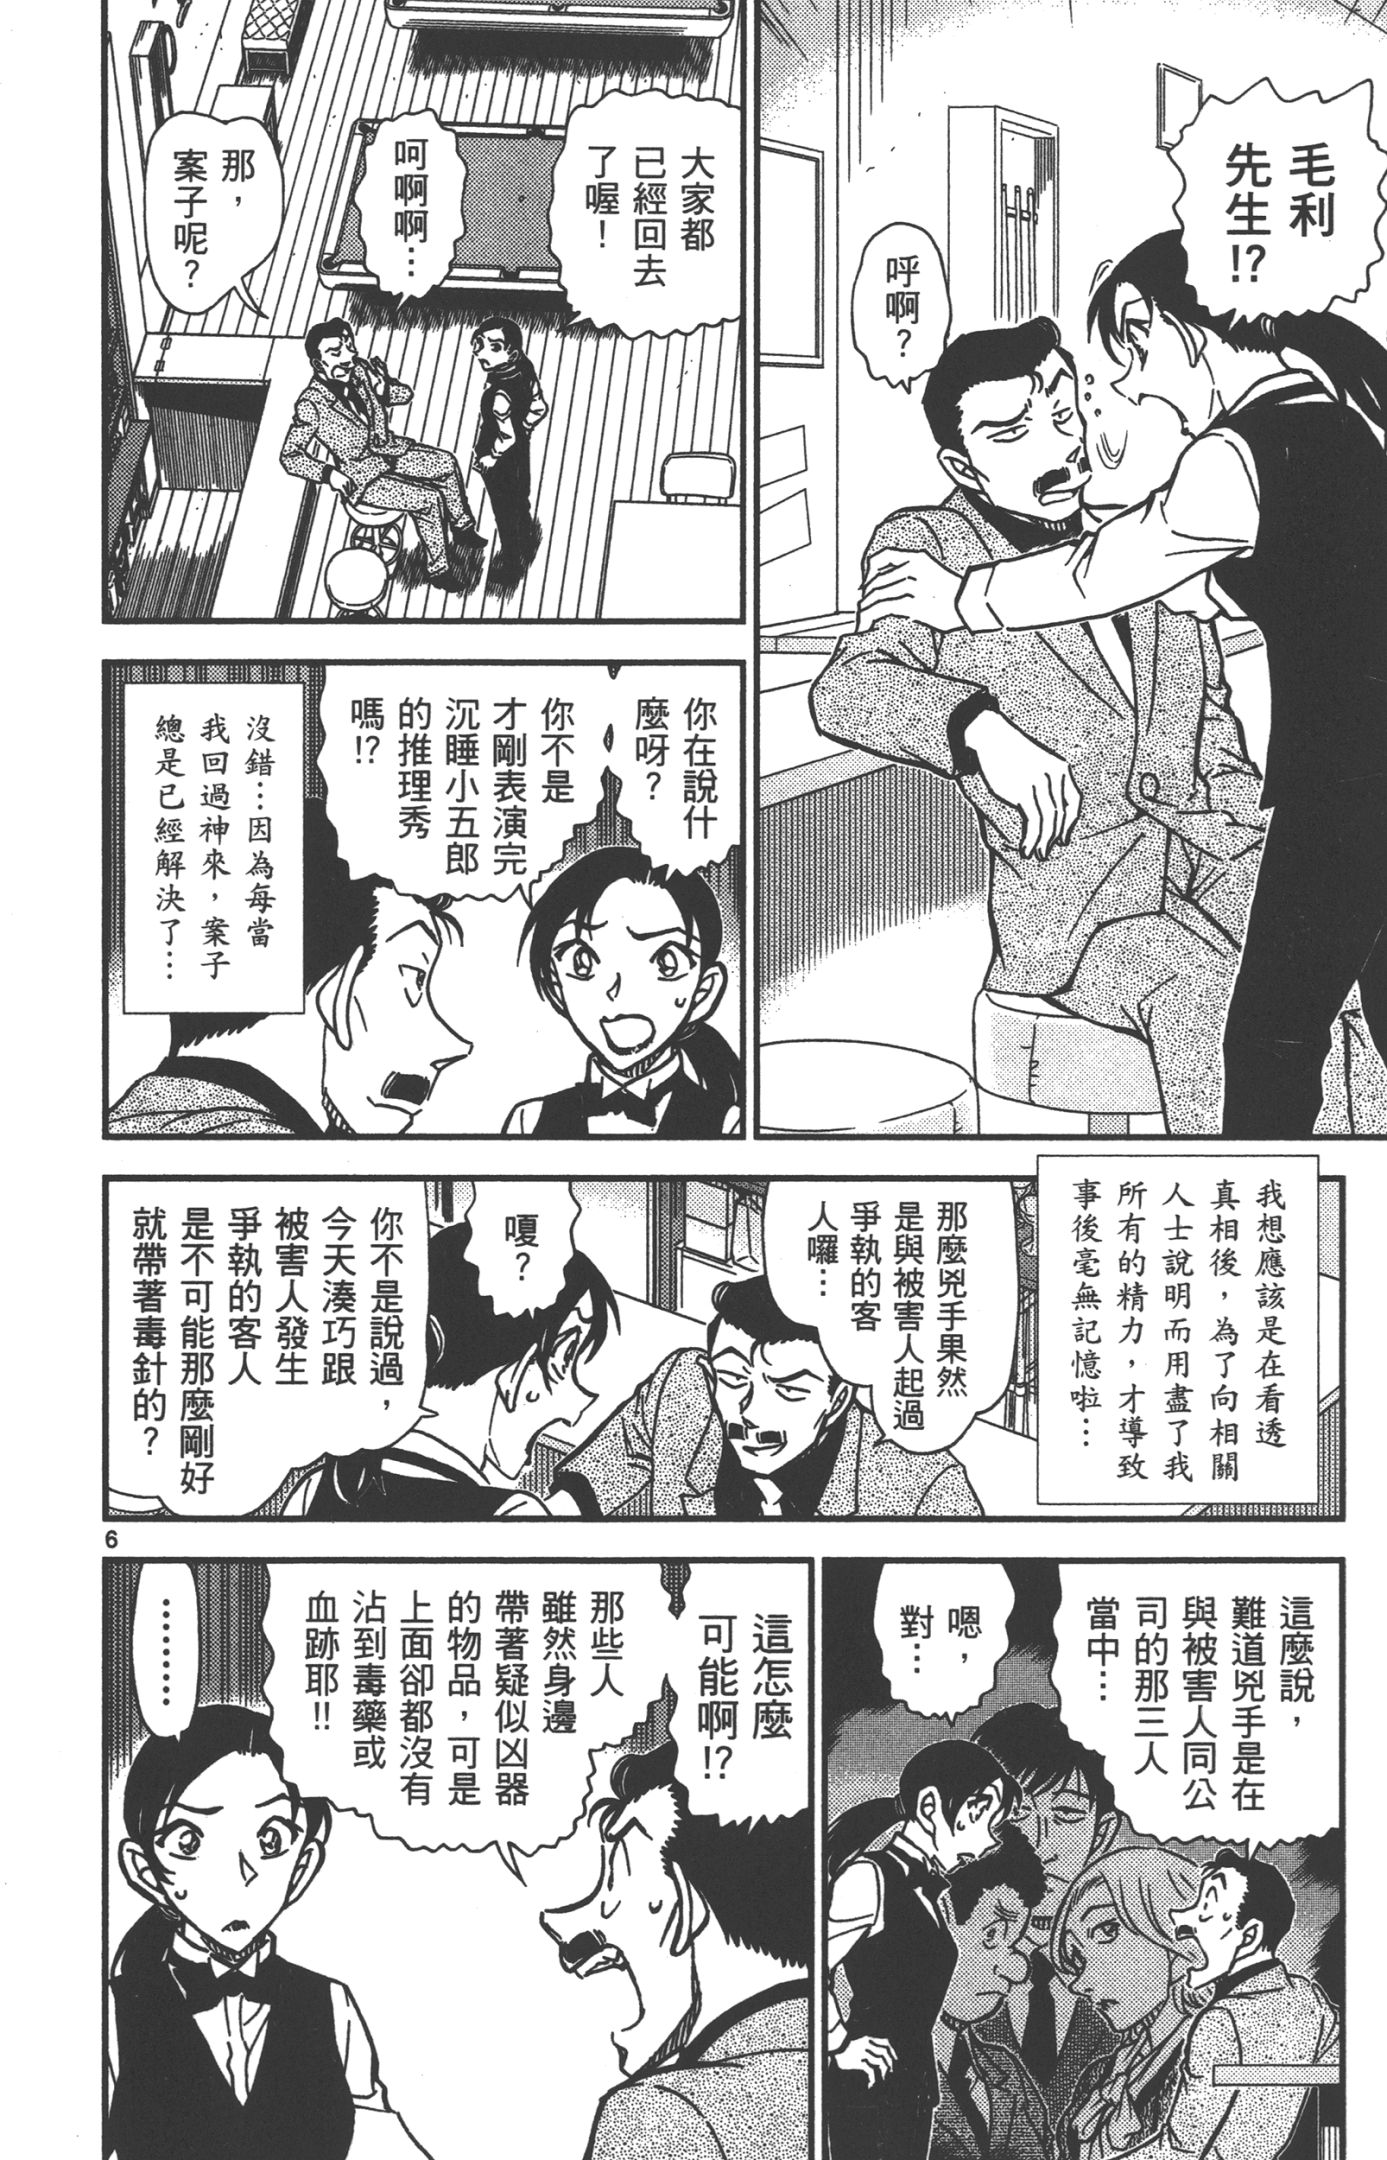 毛利
先生!?
呼啊?
大家都
已經回去
了喔!
呵啊啊…
那,
案子呢?
你在說什
麼呀?
你不是
才剛表演完
沉睡小五郎
的推理秀
嗎!?
沒錯…因為每當
我回過神來,案子
總是已經解決了…
我想應該是在看透
真相後,為了向相關
人士說明而用盡了我
所有的精力,才導致
事後毫無記憶啦…
那麼兇手果然
是與被害人起過
爭執的客
人囉…
嗄?
你不是說過,
今天湊巧跟
被害人發生
爭執的客人
是不可能那麼剛好
就帶著毒針的?
這麼說,
難道兇手是在
與被害人同公
司的那三人
當中…
嗯,
對…
這怎麼
可能啊!?
那些人
雖然身邊
帶著疑似凶器
的物品,可是
上面卻都沒有
沾到毒藥或
血跡耶!!
………
6